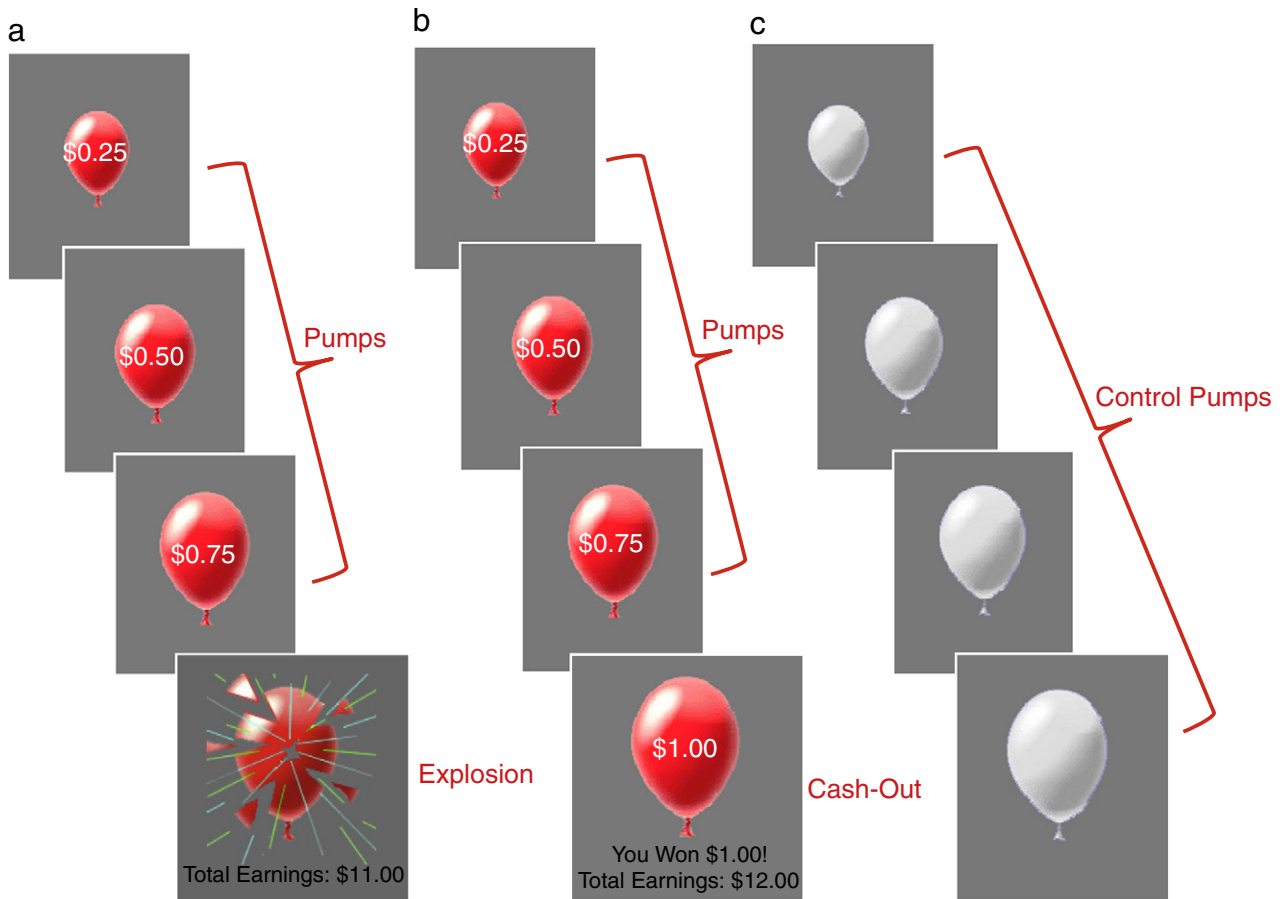 a
$0.25
$0.50
Pumps
$0.75
Explosion
Total Earnings: $11.00
b
$0.25
$0.50
Pumps
$0.75
$1.00
Cash-Out
You Won $1.00!
Total Earnings: $12.00
c
Control Pumps